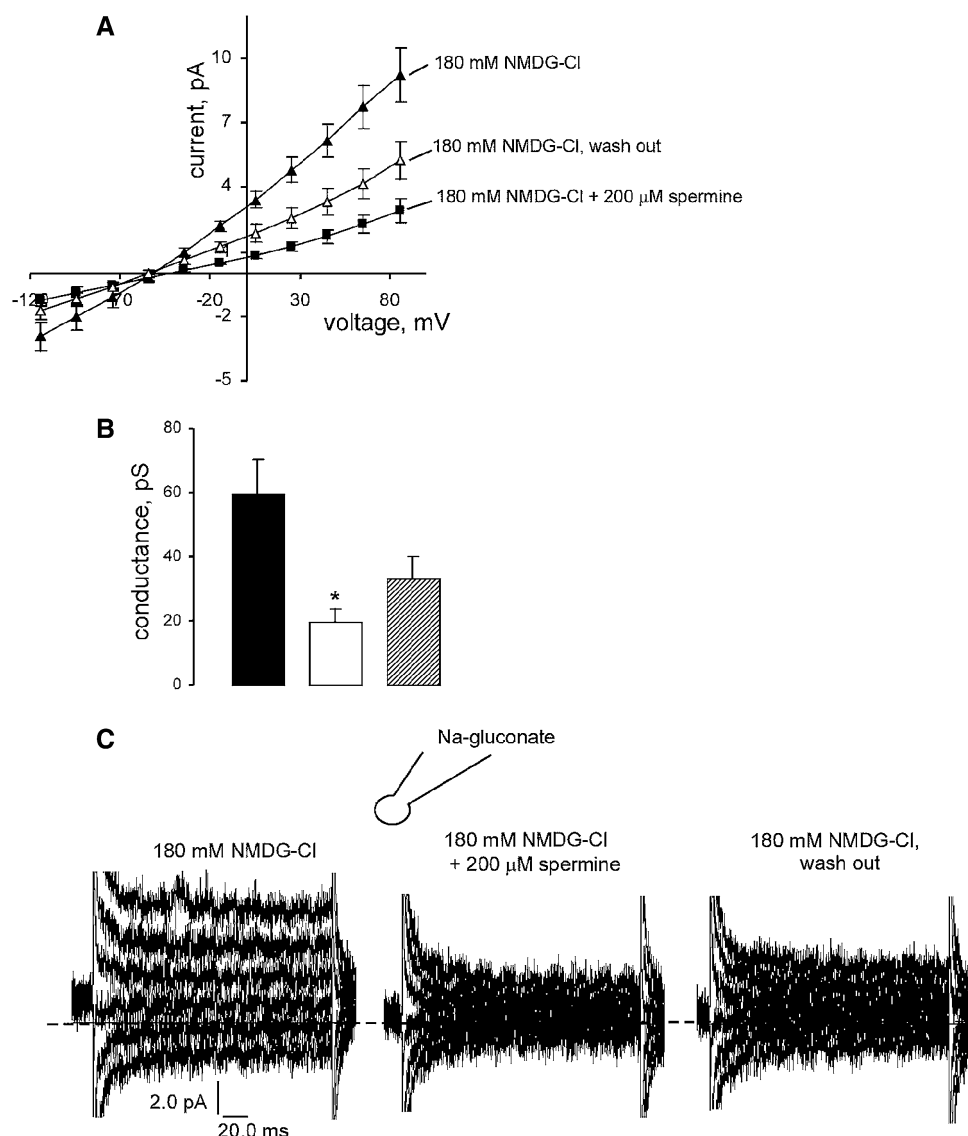 A
current, pA
10
7
4
1
-2
-5
-120
-70
-20
30
80
voltage, mV
180 mM NMDG-Cl
180 mM NMDG-Cl, wash out
180 mM NMDG-Cl + 200 µM spermine
B
conductance, pS
80
60
40
20
0
*
C
Na-gluconate
180 mM NMDG-Cl
180 mM NMDG-Cl
+ 200 µM spermine
180 mM NMDG-Cl,
wash out
2.0 pA
20.0 ms